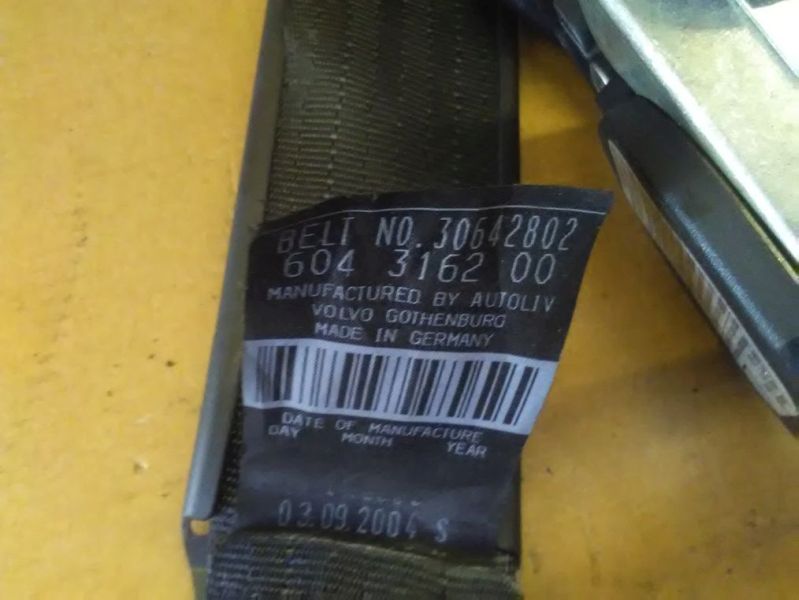 BELT NO. 30642802
604 3162 00
MANUFACTURED BY AUTOLIV
VOLVO GOTHENBURG
MADE IN GERMANY
DATE OF MANUFACTURE
DAY MONTH YEAR
03.09.2004 S